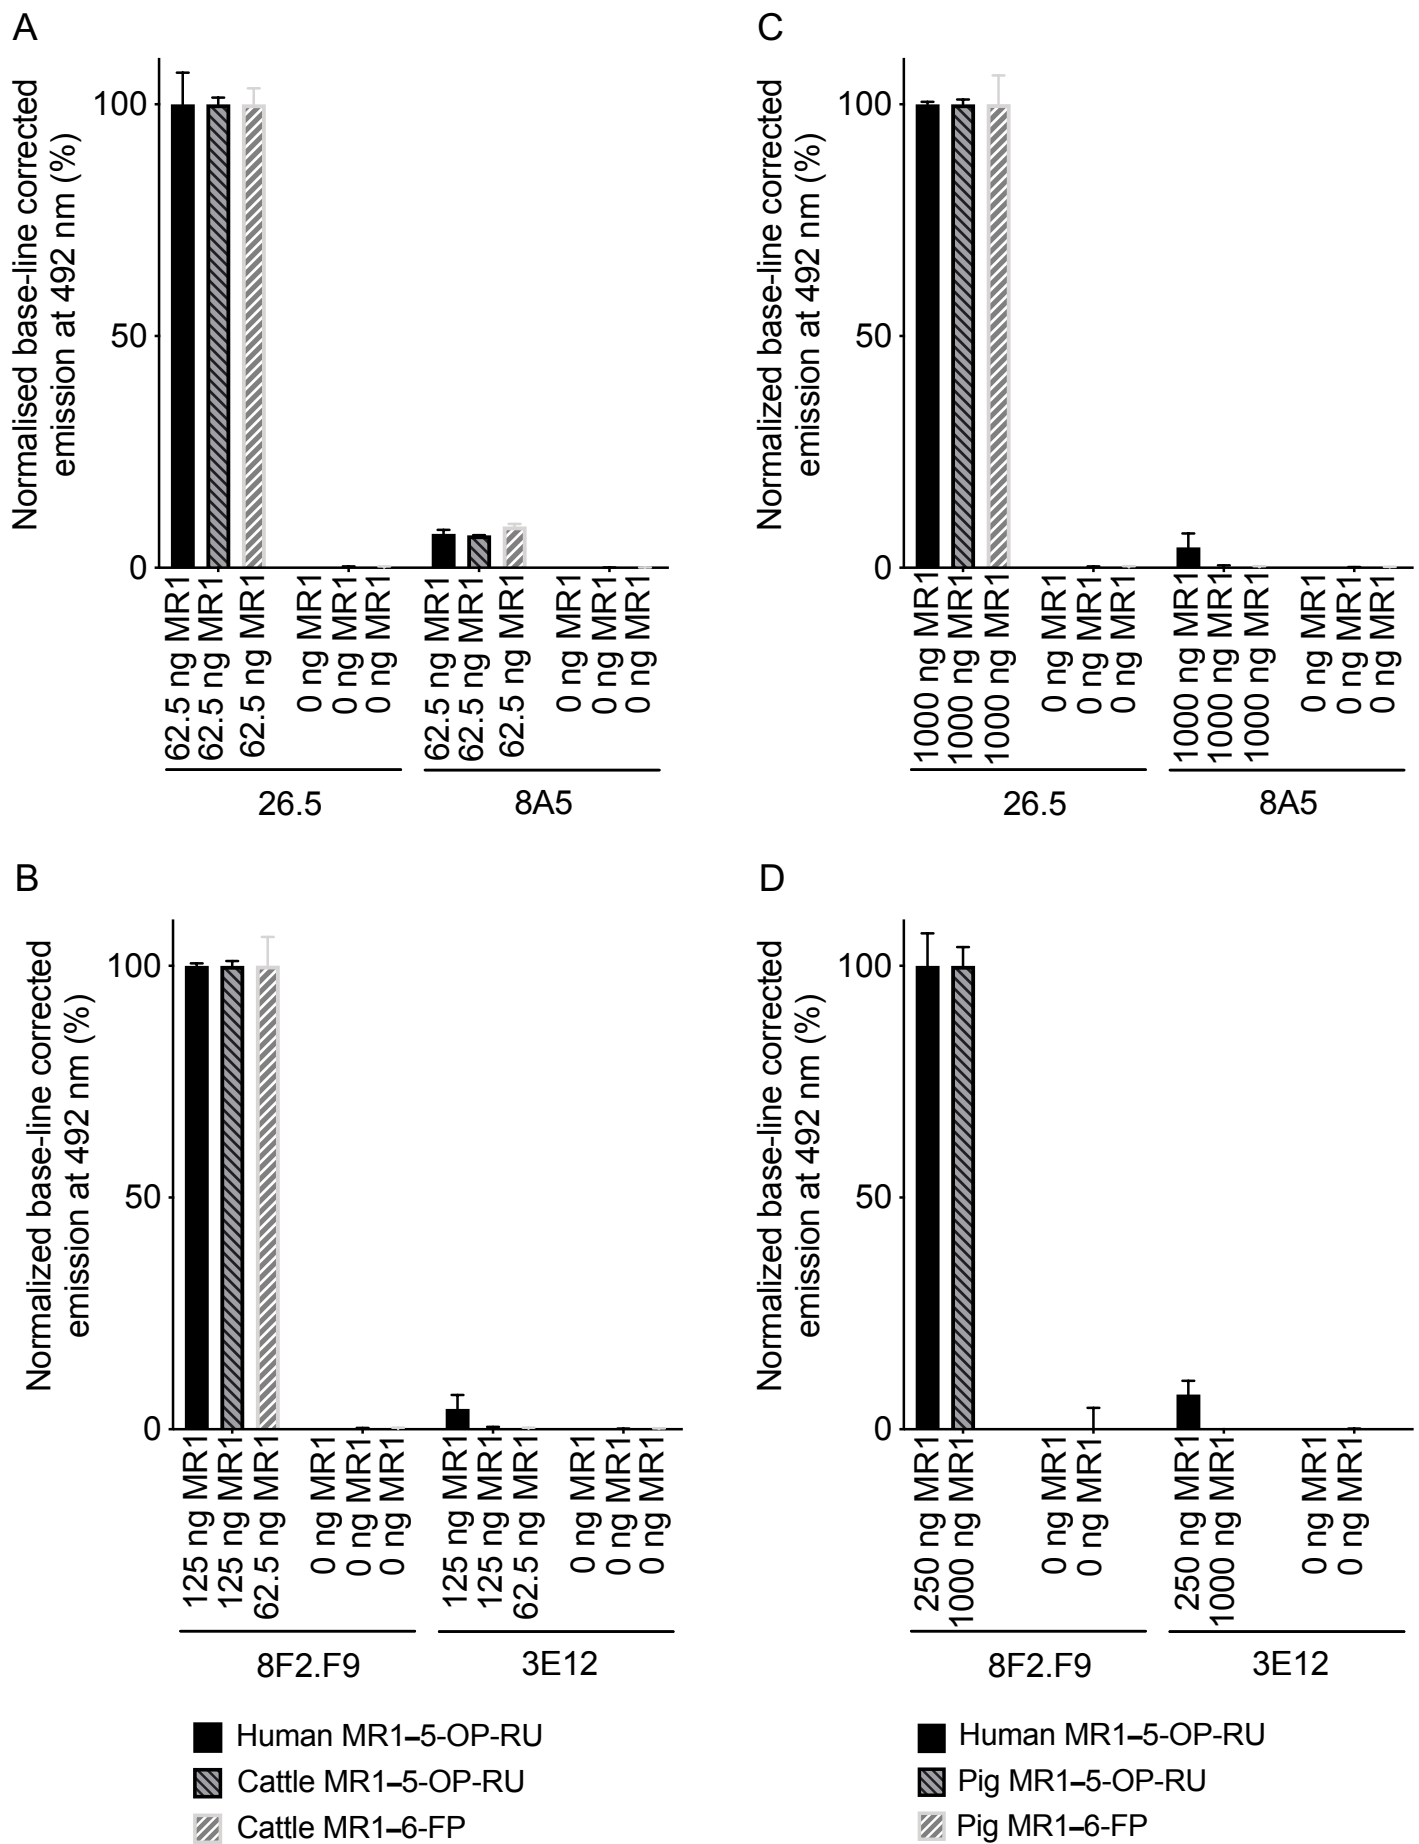 A
Normalised base-line corrected
emission at 492 nm (%)
100
50
0
62.5 ng MR1
62.5 ng MR1
62.5 ng MR1
0 ng MR1
0 ng MR1
0 ng MR1
62.5 ng MR1
62.5 ng MR1
62.5 ng MR1
0 ng MR1
0 ng MR1
0 ng MR1
26.5
8A5
C
Normalized base-line corrected
emission at 492 nm (%)
100
50
0
1000 ng MR1
1000 ng MR1
1000 ng MR1
0 ng MR1
0 ng MR1
0 ng MR1
1000 ng MR1
1000 ng MR1
1000 ng MR1
0 ng MR1
0 ng MR1
0 ng MR1
26.5
8A5
B
Normalized base-line corrected
emission at 492 nm (%)
100
50
0
125 ng MR1
125 ng MR1
62.5 ng MR1
0 ng MR1
0 ng MR1
0 ng MR1
125 ng MR1
125 ng MR1
62.5 ng MR1
0 ng MR1
0 ng MR1
0 ng MR1
8F2.F9
3E12
Human MR1–5-OP-RU
Cattle MR1–5-OP-RU
Cattle MR1–6-FP
D
Normalized base-line corrected
emission at 492 nm (%)
100
50
0
250 ng MR1
1000 ng MR1
0 ng MR1
0 ng MR1
250 ng MR1
1000 ng MR1
0 ng MR1
0 ng MR1
8F2.F9
3E12
Human MR1–5-OP-RU
Pig MR1–5-OP-RU
Pig MR1–6-FP